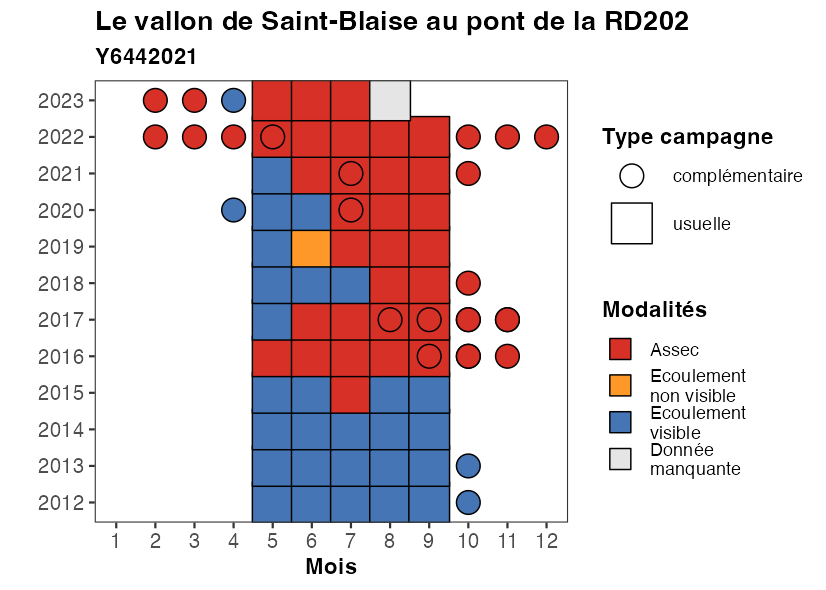 Le vallon de Saint-Blaise au pont de la RD202
Y6442021
2023
2022
2021
2020
2019
2018
2017
2016
2015
2014
2013
2012
1 2 3 4 5 6 7 8 9 10 11 12
Mois
Type campagne
complémentaire
usuelle
Modalités
Assec
Ecoulement
non visible
Ecoulement
visible
Donnée
manquante